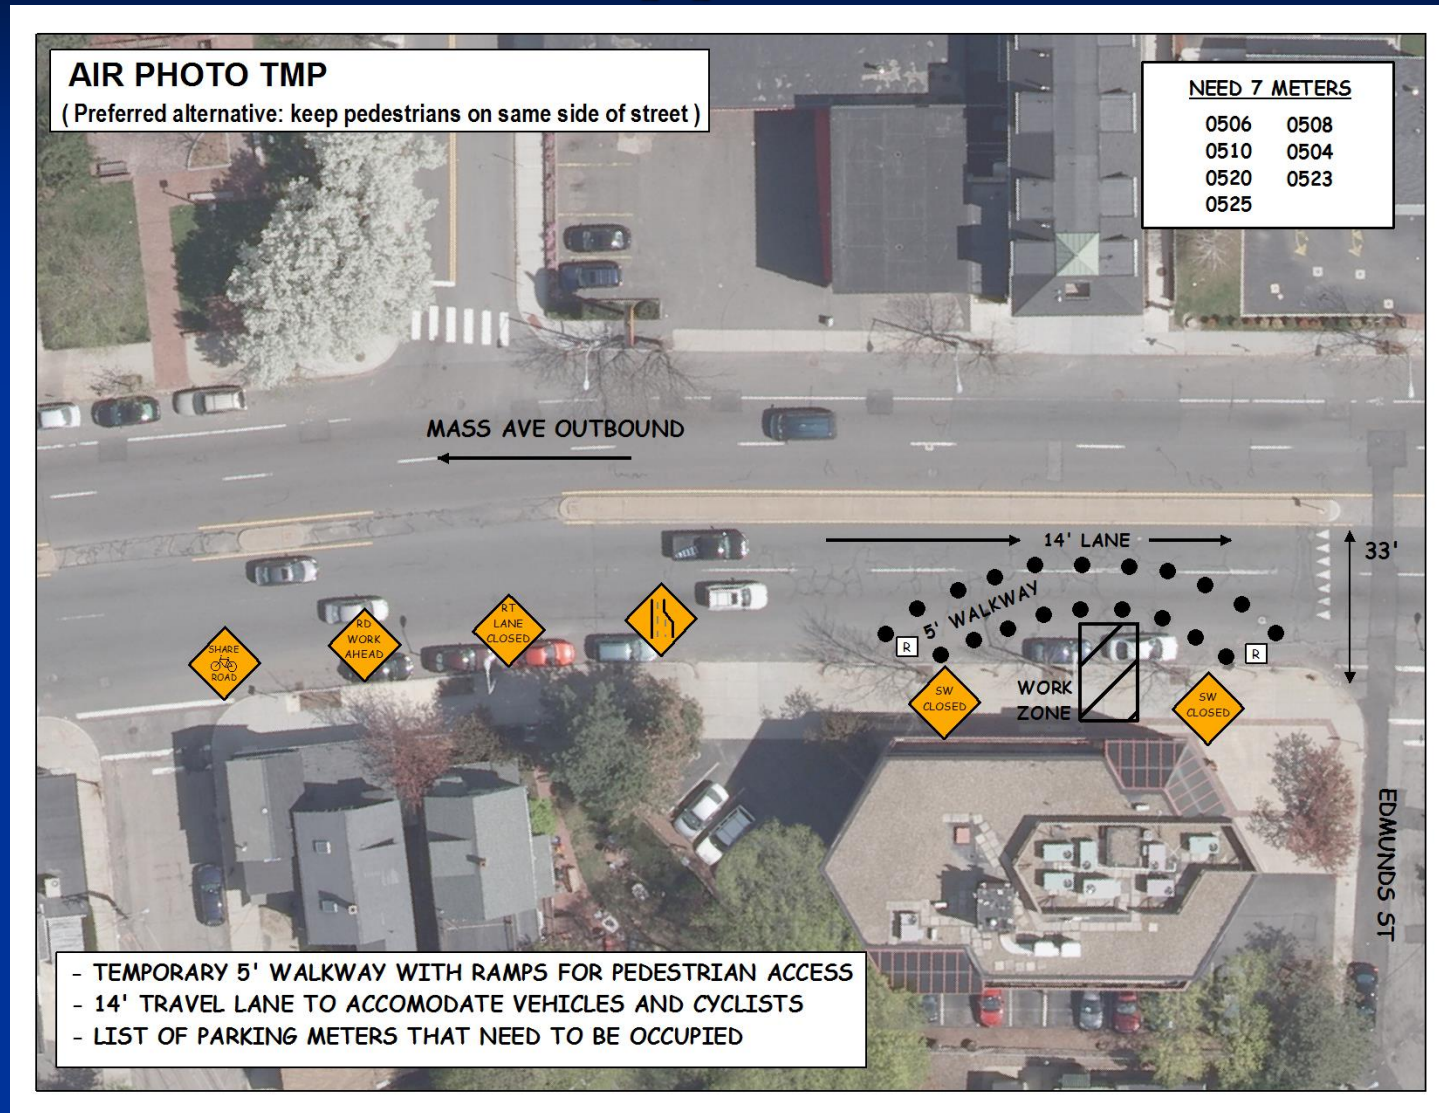 AIR PHOTO TMP
( Preferred alternative: keep pedestrians on same side of street )
NEED 7 METERS
0506 0508
0510 0504
0520 0523
0525
MASS AVE OUTBOUND
14' LANE
33'
5' WALKWAY
SHARE
ROAD
RD
WORK
AHEAD
RT
LANE
CLOSED
R
R
SW
CLOSED
WORK
ZONE
SW
CLOSED
EDMUNDS ST
- TEMPORARY 5' WALKWAY WITH RAMPS FOR PEDESTRIAN ACCESS
- 14' TRAVEL LANE TO ACCOMODATE VEHICLES AND CYCLISTS
- LIST OF PARKING METERS THAT NEED TO BE OCCUPIED